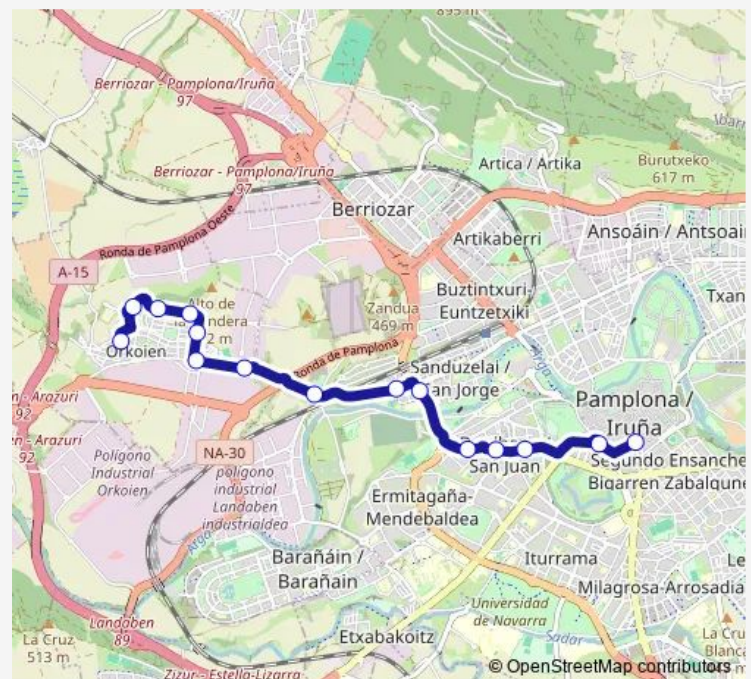 895 m
Berriozar - Pamplona/Iruña
97
Ibar
Artica / Artika
Burutxeko
617 m
Berriozar - Pamplona/Iruña
97
Berriozar
Ronda de Pamplona Oeste
Artikaberri
Ansoáin / Antsoain
A-15
Buztintxuri-
Euntzetxiki
Txan
Alto de
Zandua
469 m
2 m
Orkoien
Ronda de Pamplona
Arga
Sanduzelai /
an Jorge
n - Arazuri
92
Pamplona /
Iruña
en - Arazuri
92
NA-30
San Juan
Segundo Ensanche
Bigarren Zabalgune
Polígono
Industrial
Orkoien
polígono
industrial
Landaben
industrialdea
Ermitagaña-
Mendebaldea
Arga
Barañáin /
Barañain
Iturrama
Le
Milagrosa-Arrosadia
Landaben
89
Universidad
de Navarra
La Cruz
513 m
Etxabakoitz
Sadar
La Cru
Blanca
Zizur - Estella-Lizarra
© OpenStreetMap contributors